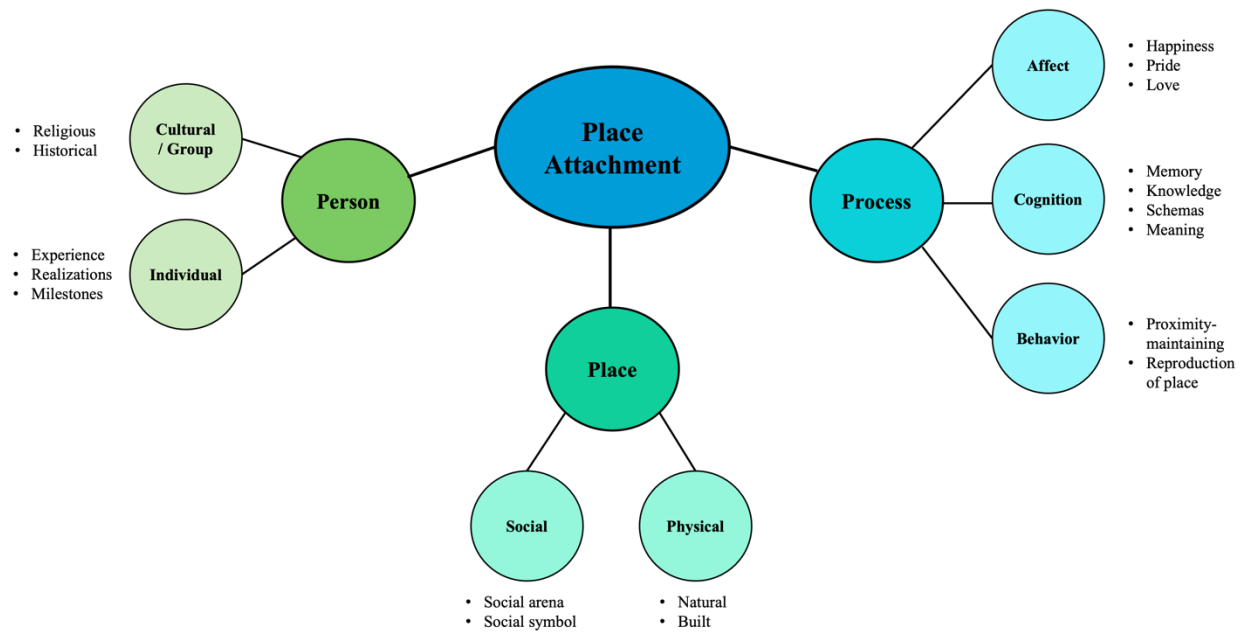 Place
Attachment
Person
Cultural
/ Group
• Religious
• Historical
Individual
• Experience
• Realizations
• Milestones
Place
Social
• Social arena
• Social symbol
Physical
• Natural
• Built
Process
Affect
• Happiness
• Pride
• Love
Cognition
• Memory
• Knowledge
• Schemas
• Meaning
Behavior
• Proximity-
maintaining
• Reproduction
of place